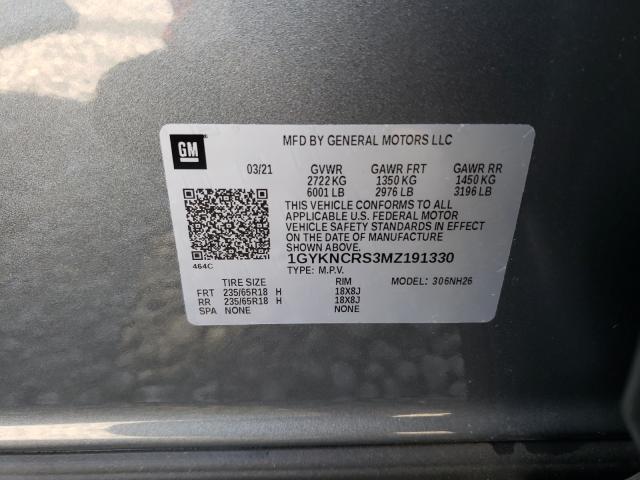 GM
MFD BY GENERAL MOTORS LLC
03/21 GVWR GAWR FRT GAWR RR
2722 KG 1350 KG 1450 KG
6001 LB 2976 LB 3196 LB
THIS VEHICLE CONFORMS TO ALL
APPLICABLE U.S. FEDERAL MOTOR
VEHICLE SAFETY STANDARDS IN EFFECT
ON THE DATE OF MANUFACTURE SHOWN ABOVE.
1GYKNCRS3MZ191330
464C
TYPE: M.P.V.
TIRE SIZE RIM MODEL: 306NH26
FRT 235/65R18 H 18X8J
RR 235/65R18 H 18X8J
SPA NONE NONE